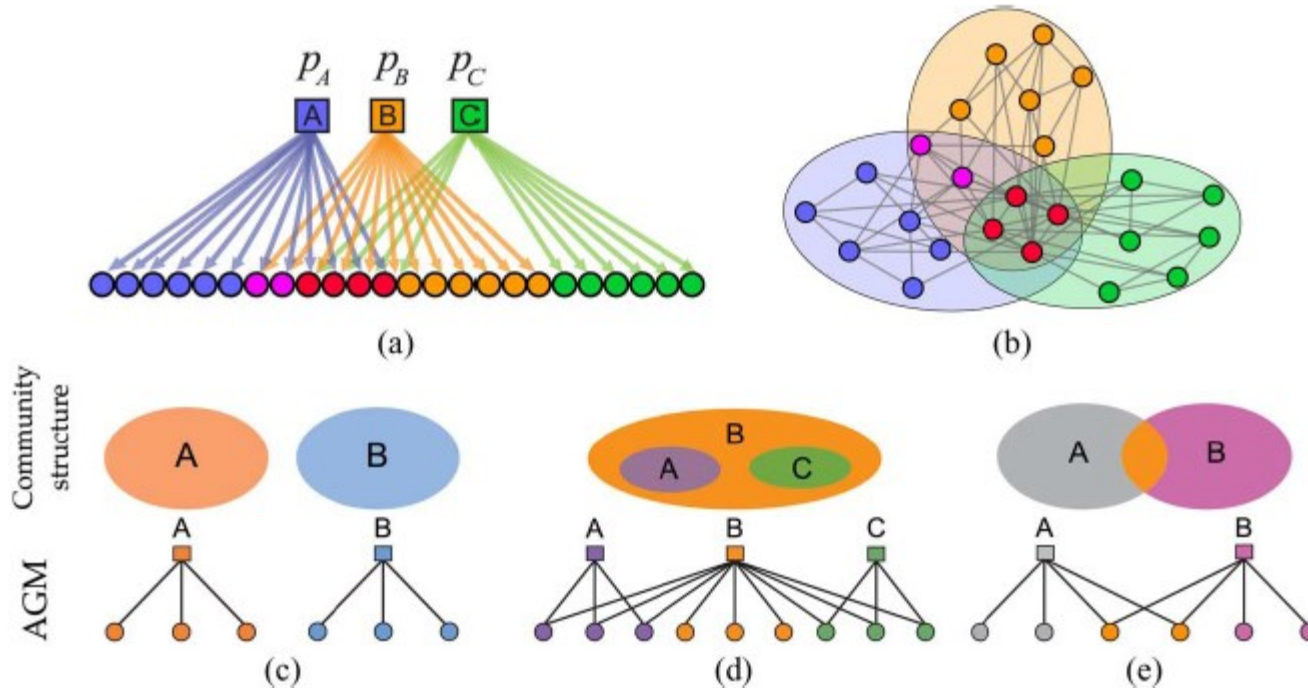 p_A p_B p_C
A B C
(a)
(b)
Community
structure
A B
B
A C
A B
A B
A B C
A B
AGM
(c)
(d)
(e)